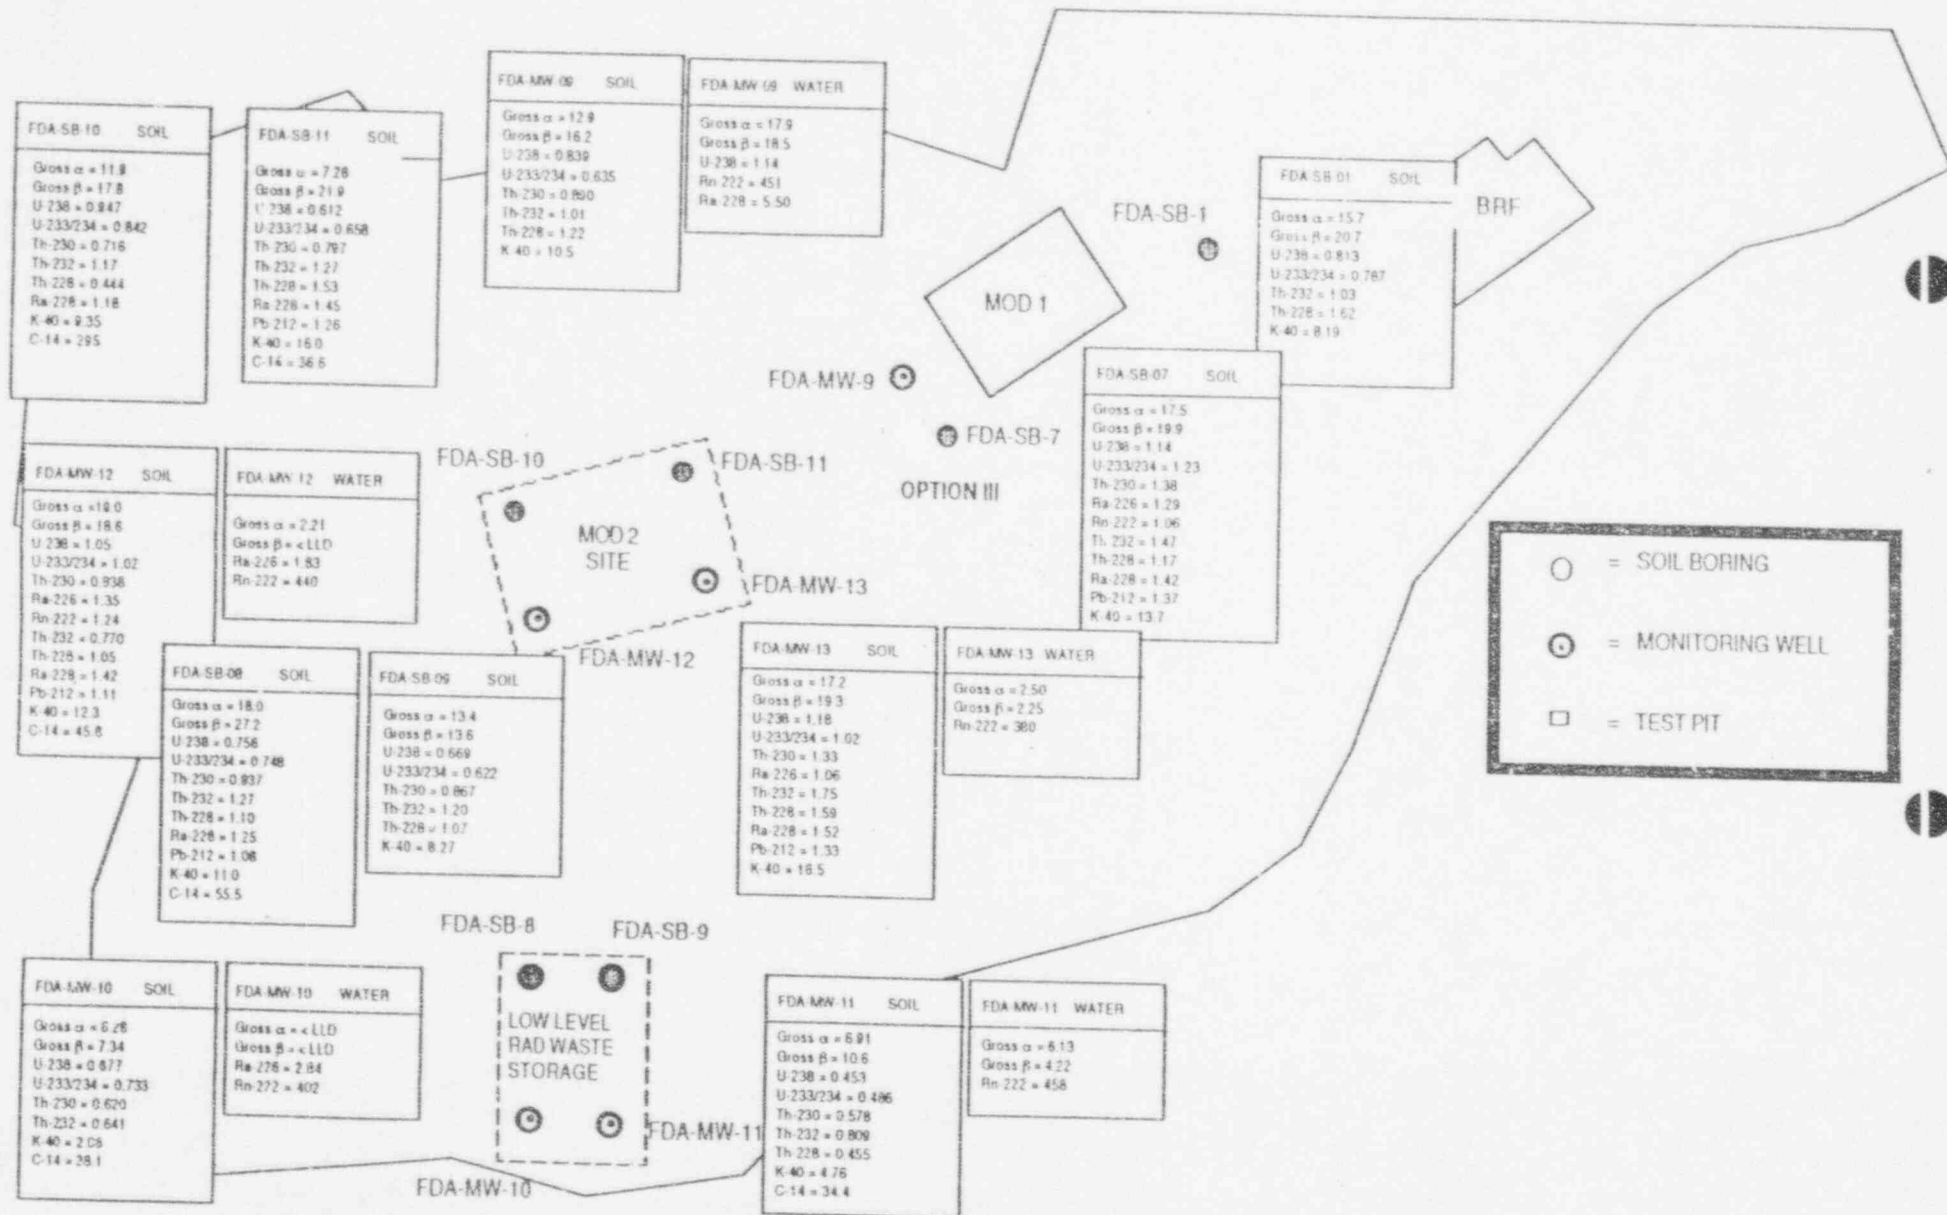 FDA-SB-10 SOIL
Gross α = 11.8
Gross β = 17.8
U-238 = 0.947
U-233/234 = 0.842
Th-230 = 0.716
Th-232 = 1.17
Th-228 = 0.444
Ra-228 = 1.18
K-40 = 9.35
C-14 = 295
FDA-SB-11 SOIL
Gross α = 7.28
Gross β = 21.9
U-238 = 0.612
U-233/234 = 0.658
Th-230 = 0.797
Th-232 = 1.27
Th-228 = 1.53
Ra-228 = 1.45
Pb-212 = 1.26
K-40 = 16.0
C-14 = 36.6
FDA-MW-09 SOIL
Gross α = 12.9
Gross β = 16.2
U-238 = 0.839
U-233/234 = 0.635
Th-230 = 0.890
Th-232 = 1.01
Th-228 = 1.22
K-40 = 10.5
FDA-MW-09 WATER
Gross α = 17.9
Gross β = 18.5
U-238 = 1.14
Rn-222 = 451
Ra-228 = 5.50
FDA-SB-1
FDA-SB-01 SOIL
Gross α = 15.7
Gross β = 20.7
U-238 = 0.813
U-233/234 = 0.787
Th-232 = 1.03
Th-228 = 1.62
K-40 = 8.19
BRF
MOD 1
FDA-MW-9
FDA-SB-7
OPTION III
FDA-SB-07 SOIL
Gross α = 17.5
Gross β = 19.9
U-238 = 1.14
U-233/234 = 1.23
Th-230 = 1.38
Ra-226 = 1.29
Rn-222 = 1.06
Th-232 = 1.47
Th-228 = 1.17
Ra-228 = 1.42
Pb-212 = 1.37
K-40 = 13.7
FDA-MW-12 SOIL
Gross α = 19.0
Gross β = 18.6
U-238 = 1.05
U-233/234 = 1.02
Th-230 = 0.938
Ra-226 = 1.35
Rn-222 = 1.24
Th-232 = 0.770
Th-228 = 1.05
Ra-228 = 1.42
Pb-212 = 1.11
K-40 = 12.3
C-14 = 45.8
FDA-MW-12 WATER
Gross α = 2.21
Gross β = <LLD
Ra-226 = 1.83
Rn-222 = 440
FDA-SB-10
FDA-SB-11
MOD 2
SITE
FDA-MW-13
FDA-MW-12
○ = SOIL BORING
⊙ = MONITORING WELL
□ = TEST PIT
FDA-SB-08 SOIL
Gross α = 18.0
Gross β = 27.2
U-238 = 0.756
U-233/234 = 0.748
Th-230 = 0.937
Th-232 = 1.27
Th-228 = 1.10
Ra-228 = 1.25
Pb-212 = 1.08
K-40 = 11.0
C-14 = 55.5
FDA-SB-09 SOIL
Gross α = 13.4
Gross β = 13.6
U-238 = 0.669
U-233/234 = 0.622
Th-230 = 0.867
Th-232 = 1.20
Th-228 = 1.07
K-40 = 8.27
FDA-MW-13 SOIL
Gross α = 17.2
Gross β = 19.3
U-238 = 1.18
U-233/234 = 1.02
Th-230 = 1.33
Ra-226 = 1.06
Th-232 = 1.75
Th-228 = 1.59
Ra-228 = 1.52
Pb-212 = 1.33
K-40 = 16.5
FDA-MW-13 WATER
Gross α = 2.50
Gross β = 2.25
Rn-222 = 380
FDA-SB-8
FDA-SB-9
LOW LEVEL
RAD WASTE
STORAGE
FDA-MW-11
FDA-MW-10
FDA-MW-10 SOIL
Gross α = 6.28
Gross β = 7.34
U-238 = 0.677
U-233/234 = 0.733
Th-230 = 0.620
Th-232 = 0.641
K-40 = 2.08
C-14 = 28.1
FDA-MW-10 WATER
Gross α = <LLD
Gross β = <LLD
Ra-226 = 2.84
Rn-222 = 402
FDA-MW-11 SOIL
Gross α = 6.91
Gross β = 10.6
U-238 = 0.453
U-233/234 = 0.486
Th-230 = 0.578
Th-232 = 0.809
Th-228 = 0.455
K-40 = 4.76
C-14 = 34.4
FDA-MW-11 WATER
Gross α = 6.13
Gross β = 4.22
Rn-222 = 458